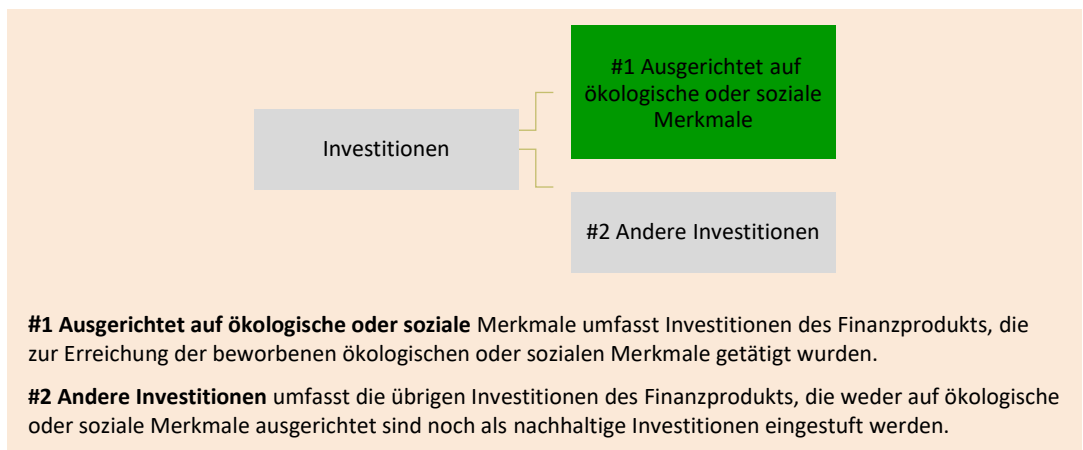 #1 Ausgerichtet auf
ökologische oder soziale
Merkmale
Investitionen
#2 Andere Investitionen
#1 Ausgerichtet auf ökologische oder soziale Merkmale umfasst Investitionen des Finanzprodukts, die
zur Erreichung der beworbenen ökologischen oder sozialen Merkmale getätigt wurden.
#2 Andere Investitionen umfasst die übrigen Investitionen des Finanzprodukts, die weder auf ökologische
oder soziale Merkmale ausgerichtet sind noch als nachhaltige Investitionen eingestuft werden.